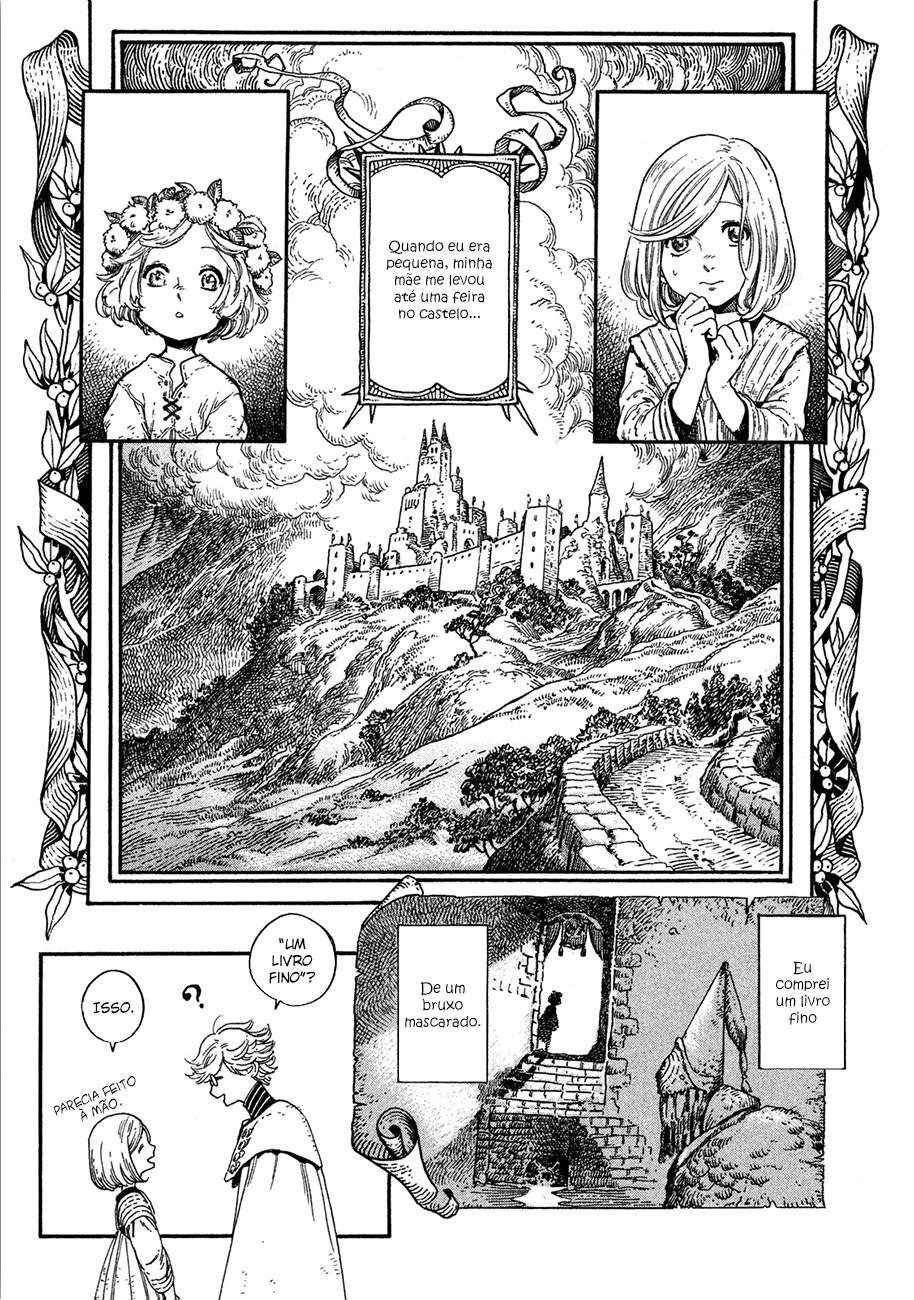 Quando eu era
pequena, minha
mãe me levou
até uma feira
no castelo...
Eu
comprei
um livro
fino
De um
bruxo
mascarado.
"UM
LIVRO
FINO"?
?
ISSO.
PARECIA FEITO
À MÃO.